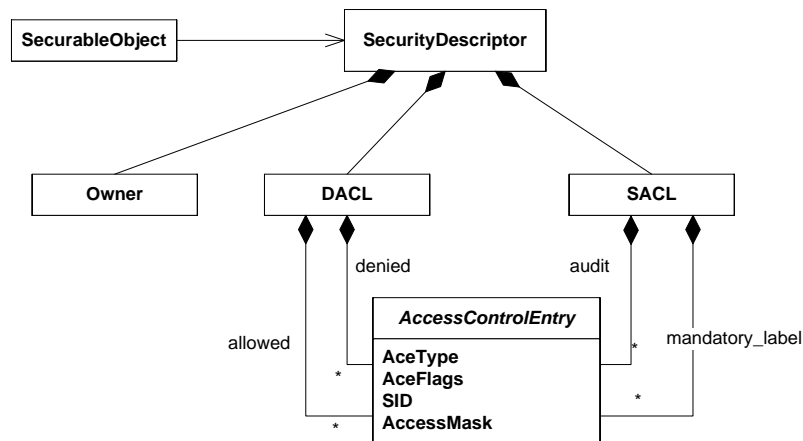 SecurableObject
SecurityDescriptor
Owner
DACL
SACL
denied
audit
allowed
AccessControlEntry
mandatory_label
AceType
AceFlags
SID
AccessMask
*
*
*
*